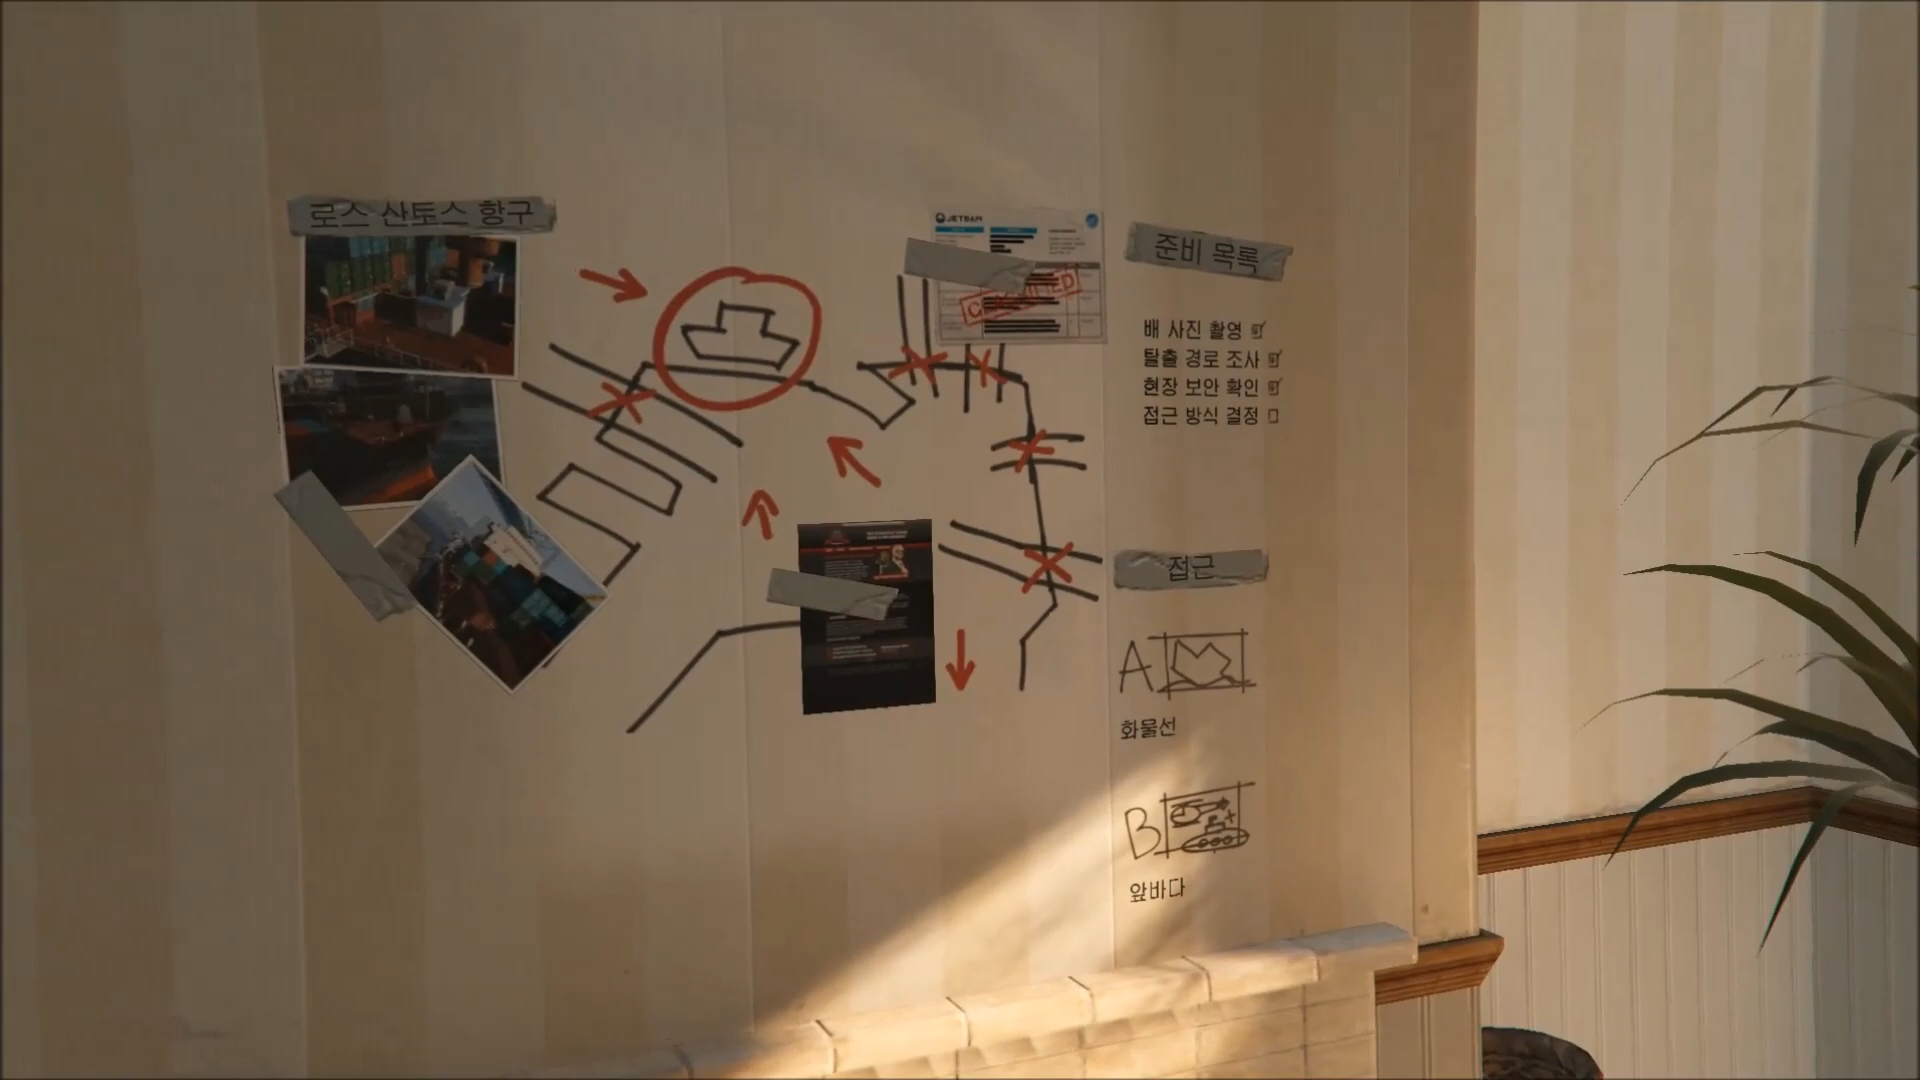 로스 산토스 항구
준비 목록
배 사진 촬영
탈출 경로 조사
현장 보안 확인
접근 방식 결정
접근
A
화물선
B
앞바다